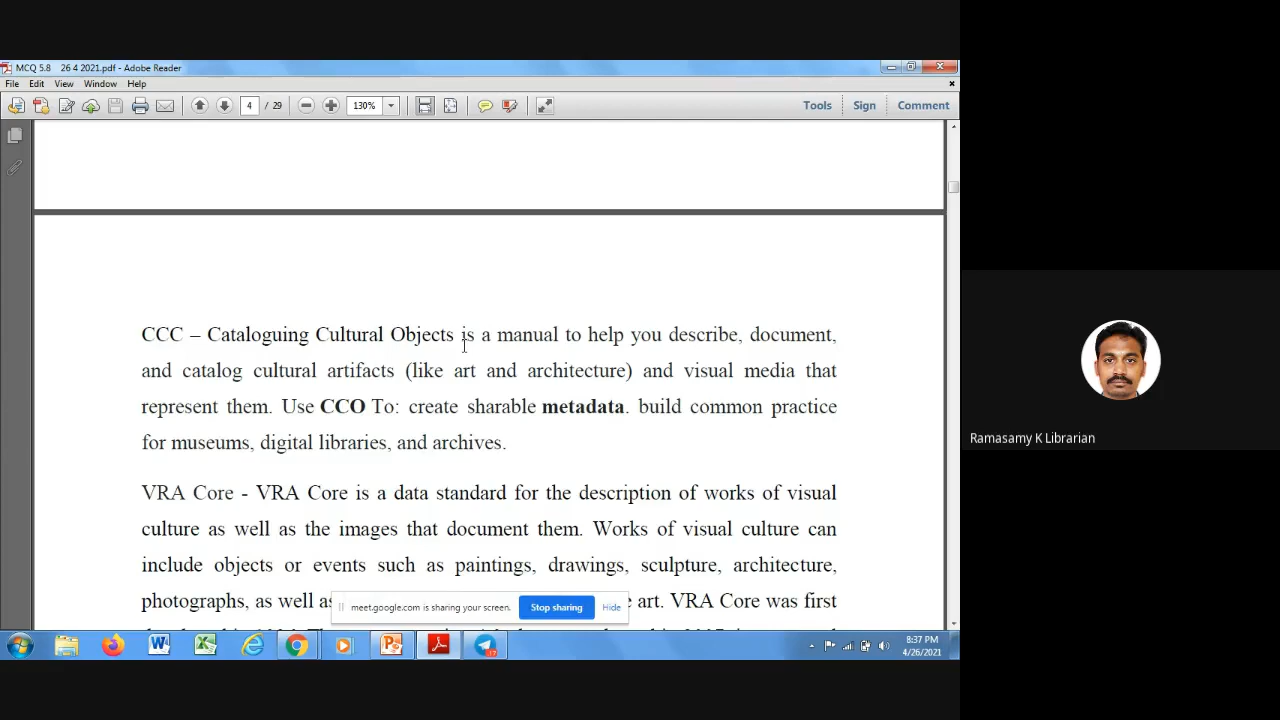 MCQ 5.8 26 4 2021.pdf - Adobe Reader
File Edit View Window Help
4 / 29 130% Tools Sign Comment
CCC – Cataloguing Cultural Objects is a manual to help you describe, document,
and catalog cultural artifacts (like art and architecture) and visual media that
represent them. Use CCO To: create sharable metadata. build common practice
for museums, digital libraries, and archives.
VRA Core - VRA Core is a data standard for the description of works of visual
culture as well as the images that document them. Works of visual culture can
include objects or events such as paintings, drawings, sculpture, architecture,
photographs, as well as art. VRA Core was first
meet.google.com is sharing your screen. Stop sharing Hide
8:37 PM
4/26/2021
Ramasamy K Librarian